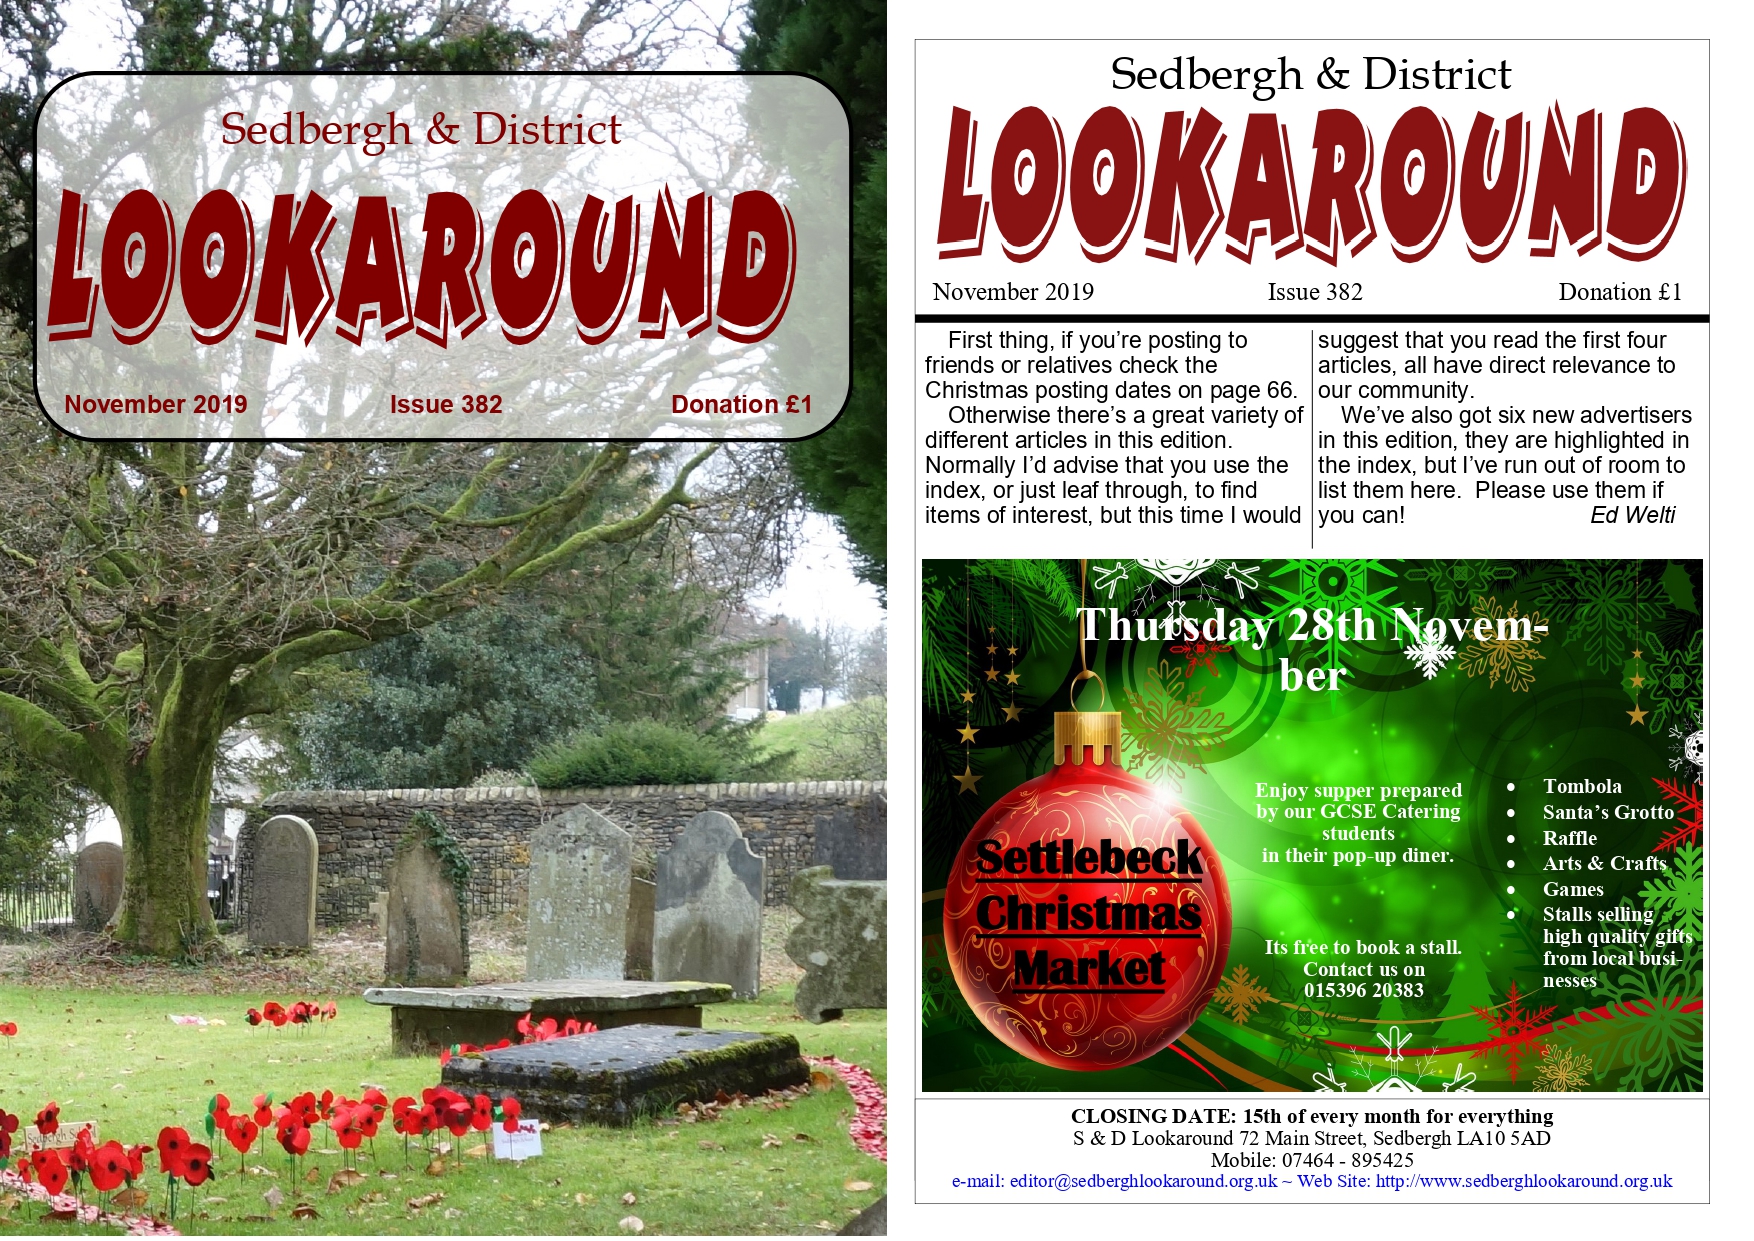 Sedbergh & District
LOOKAROUND
November 2019 Issue 382 Donation £1
Sedbergh & District
LOOKAROUND
November 2019 Issue 382 Donation £1
First thing, if you're posting to
friends or relatives check the
Christmas posting dates on page 66.
Otherwise there's a great variety of
different articles in this edition.
Normally I'd advise that you use the
index, or just leaf through, to find
items of interest, but this time I would
suggest that you read the first four
articles, all have direct relevance to
our community.
We've also got six new advertisers
in this edition, they are highlighted in
the index, but I've run out of room to
list them here.  Please use them if
you can! Ed Welti
Thursday 28th Novem-
ber
Settlebeck
Christmas
Market
Enjoy supper prepared
by our GCSE Catering
students
in their pop-up diner.
Its free to book a stall.
Contact us on
015396 20383
• Tombola
• Santa's Grotto
• Raffle
• Arts & Crafts
• Games
• Stalls selling
high quality gifts
from local busi-
nesses
CLOSING DATE: 15th of every month for everything
S & D Lookaround 72 Main Street, Sedbergh LA10 5AD
Mobile: 07464 - 895425
e-mail: editor@sedberghlookaround.org.uk ~ Web Site: http://www.sedberghlookaround.org.uk